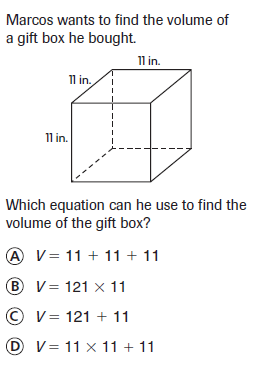 Marcos wants to find the volume of
a gift box he bought.
11 in.
11 in.
11 in.
Which equation can he use to find the
volume of the gift box?
Ⓐ V = 11 + 11 + 11
Ⓑ V = 121 × 11
Ⓒ V = 121 + 11
Ⓓ V = 11 × 11 + 11